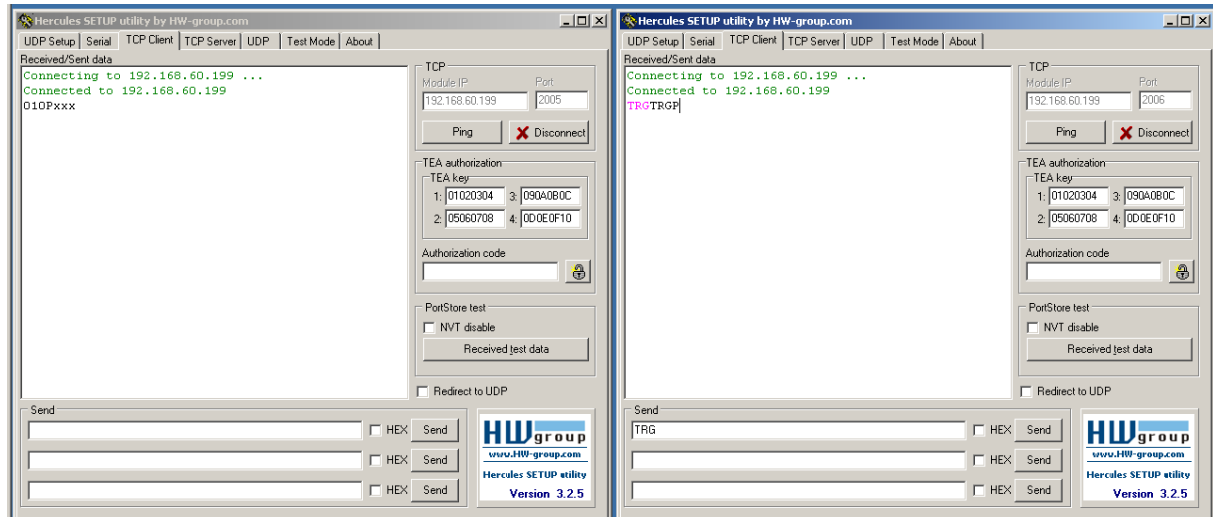 Hercules SETUP utility by HW-group.com
UDP Setup Serial TCP Client TCP Server UDP Test Mode About
Received/Sent data
Connecting to 192.168.60.199 ...
Connected to 192.168.60.199
010Pxxx
TCP
Module IP Port
192.168.60.199 2005
Ping Disconnect
TEA authorization
TEA key
1: 01020304 3: 090A0B0C
2: 05060708 4: 0D0E0F10
Authorization code
PortStore test
NVT disable
Received test data
Redirect to UDP
Send
HEX Send
HEX Send
HEX Send
HW group
www.HW-group.com
Hercules SETUP utility
Version 3.2.5
Hercules SETUP utility by HW-group.com
UDP Setup Serial TCP Client TCP Server UDP Test Mode About
Received/Sent data
Connecting to 192.168.60.199 ...
Connected to 192.168.60.199
TRGTRGP
TCP
Module IP Port
192.168.60.199 2006
Ping Disconnect
TEA authorization
TEA key
1: 01020304 3: 090A0B0C
2: 05060708 4: 0D0E0F10
Authorization code
PortStore test
NVT disable
Received test data
Redirect to UDP
Send
TRG HEX Send
HEX Send
HEX Send
HW group
www.HW-group.com
Hercules SETUP utility
Version 3.2.5